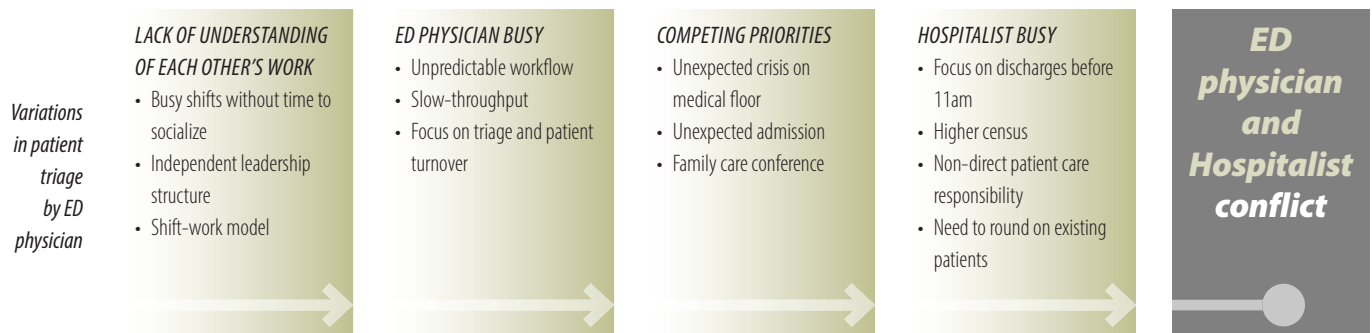 Variations
in patient
triage
by ED
physician
LACK OF UNDERSTANDING
OF EACH OTHER'S WORK
• Busy shifts without time to
socialize
• Independent leadership
structure
• Shift-work model
ED PHYSICIAN BUSY
• Unpredictable workflow
• Slow-throughput
• Focus on triage and patient
turnover
COMPETING PRIORITIES
• Unexpected crisis on
medical floor
• Unexpected admission
• Family care conference
HOSPITALIST BUSY
• Focus on discharges before
11am
• Higher census
• Non-direct patient care
responsibility
• Need to round on existing
patients
ED
physician
and
Hospitalist
conflict